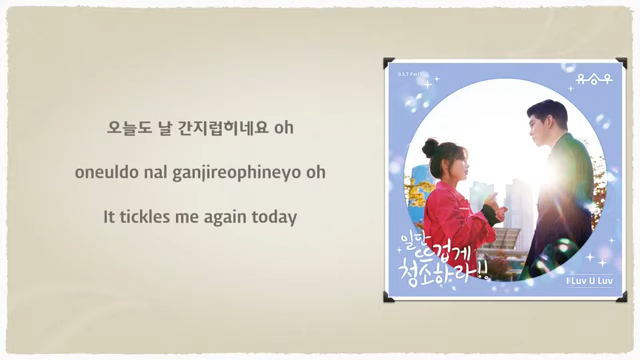 오늘도 날 간지럽히네요 oh
oneuldo nal ganjireophineyo oh
It tickles me again today
유승우
일단
뜨겁게
청소하라!!
I Luv U Luv